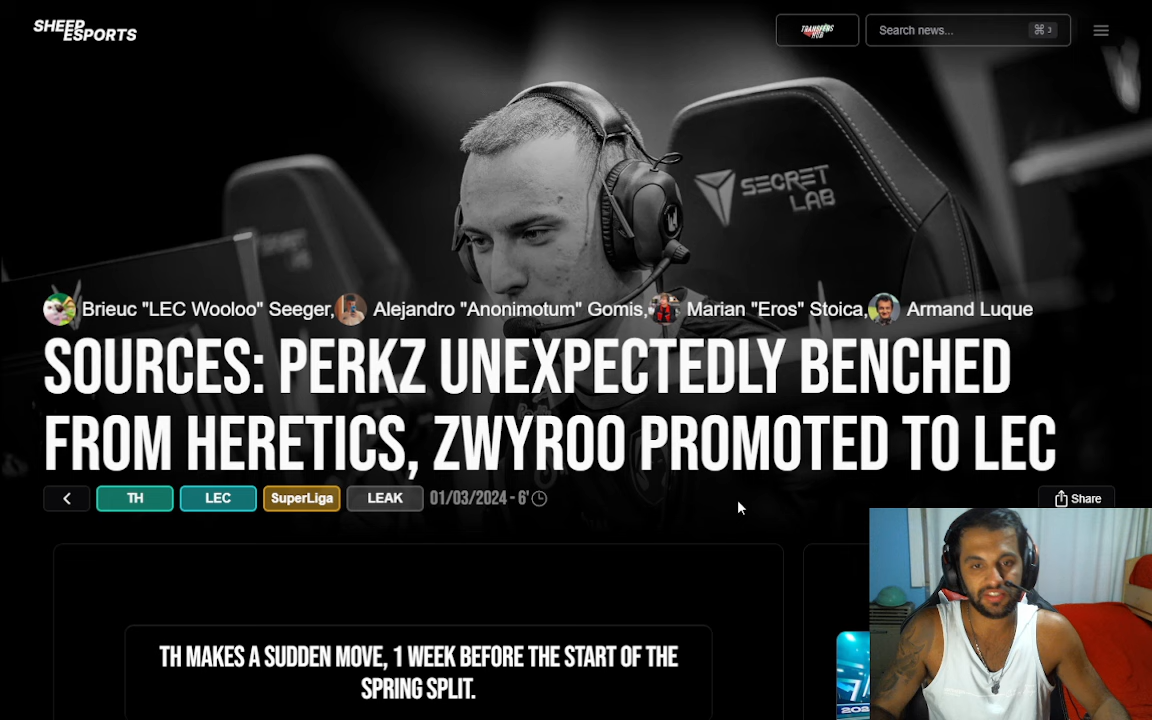 SHEEP
ESPORTS
TRANSFERS
HUB
Search news...
⌘ J
SECRET
LAB
Brieuc "LEC Wooloo" Seeger, Alejandro "Anonimotum" Gomis, Marian "Eros" Stoica, Armand Luque
SOURCES: PERKZ UNEXPECTEDLY BENCHED
FROM HERETICS, ZWYROO PROMOTED TO LEC
TH
LEC
SuperLiga
LEAK
01/03/2024 - 6'
Share
TH MAKES A SUDDEN MOVE, 1 WEEK BEFORE THE START OF THE
SPRING SPLIT.